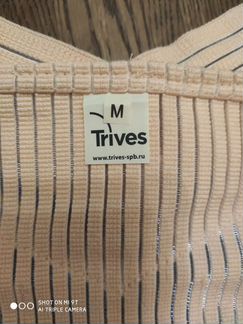 M
Trives
www.trives-spb.ru
SHOT ON MI 9T
AI TRIPLE CAMERA